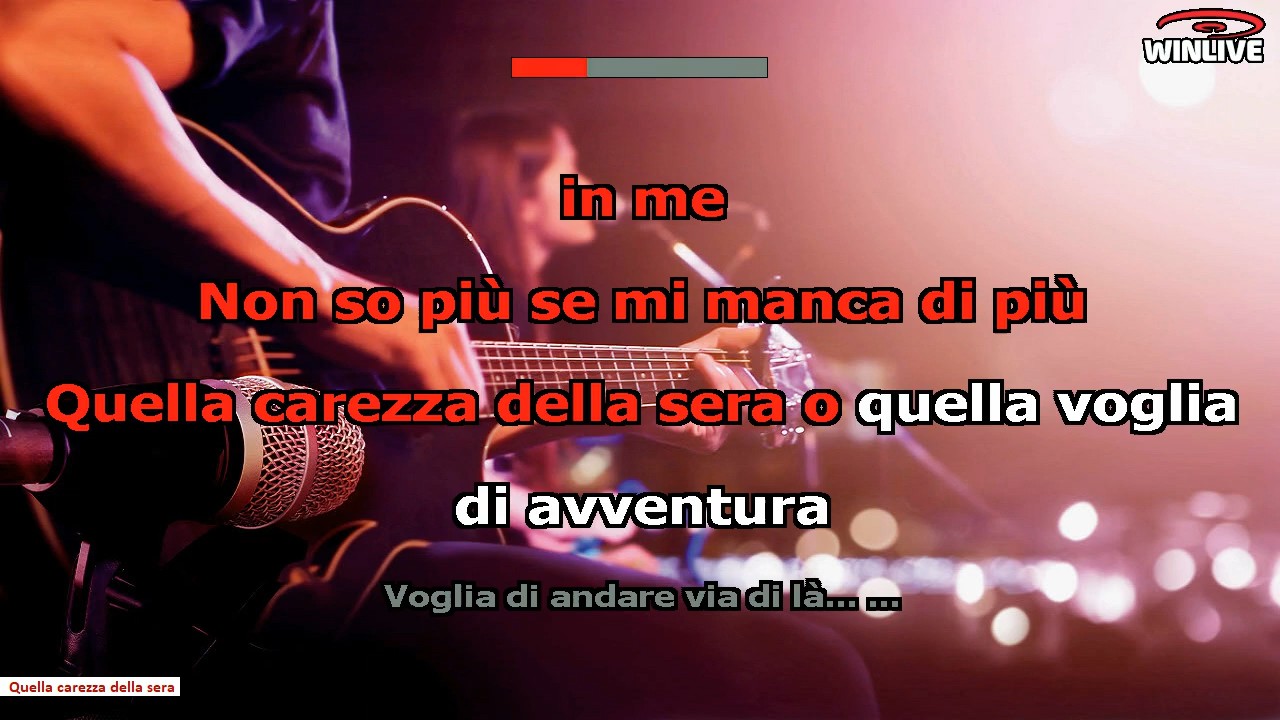 WINLIVE
in me
Non so più se mi manca di più
Quella carezza della sera o quella voglia
di avventura
Voglia di andare via di là... ...
Quella carezza della sera